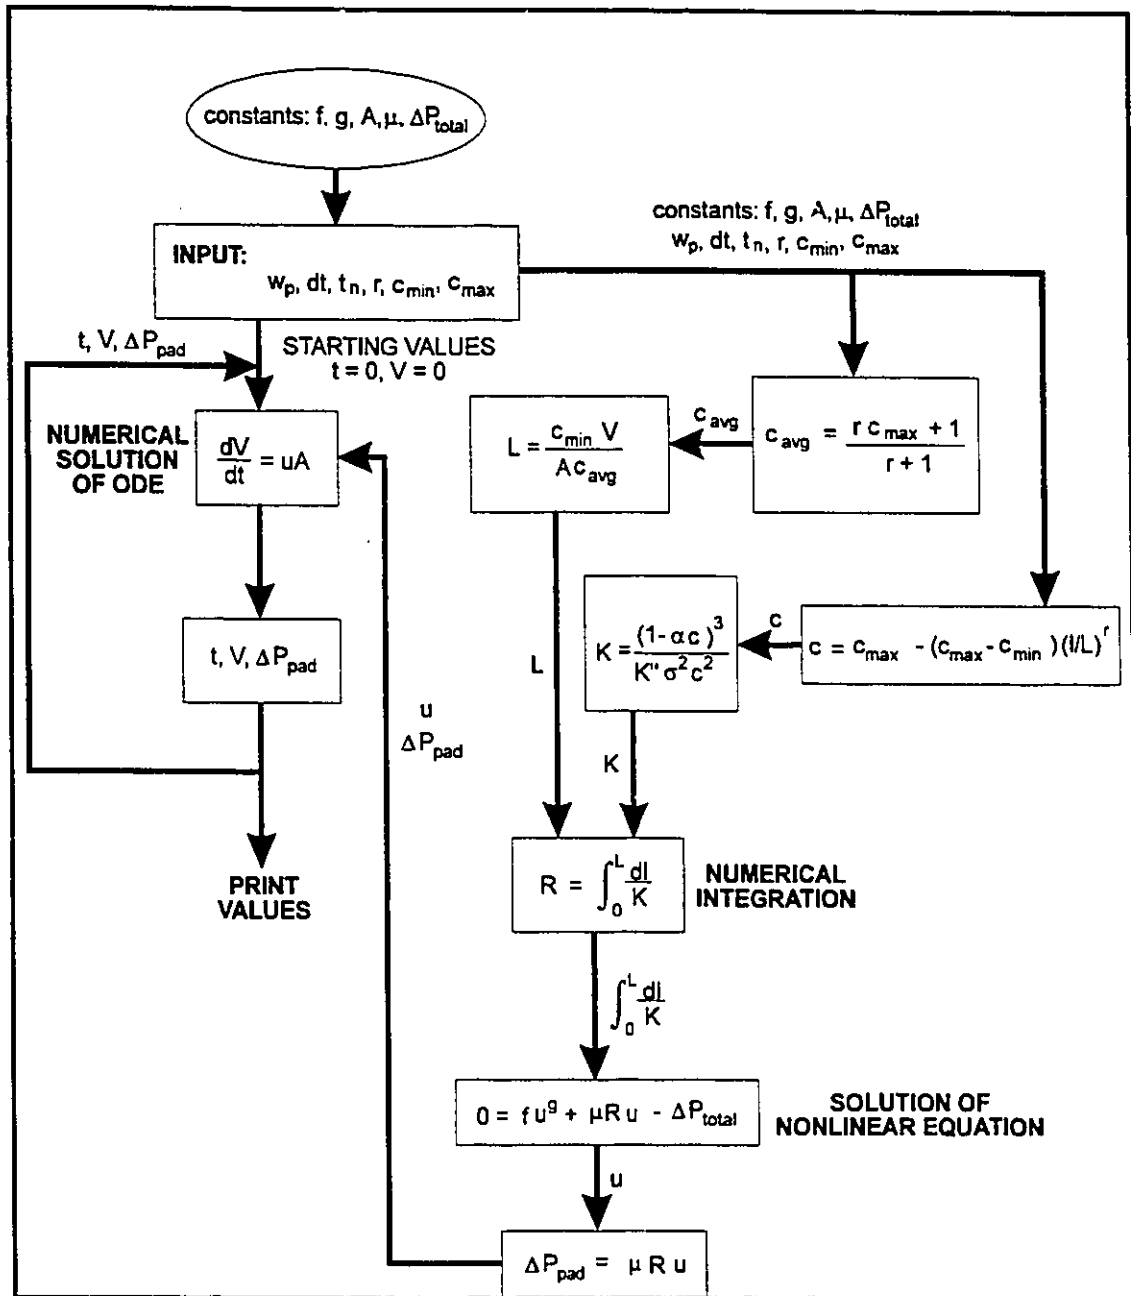 constants: f, g, A, μ, ΔP_total
constants: f, g, A, μ, ΔP_total
w_p, dt, t_n, r, c_min, c_max
INPUT:
w_p, dt, t_n, r, c_min, c_max
t, V, ΔP_pad
STARTING VALUES
t = 0, V = 0
NUMERICAL
SOLUTION
OF ODE
dV/dt = uA
L = c_min V / A c_avg
c_avg
c_avg = r c_max + 1 / r + 1
t, V, ΔP_pad
K = (1 - αc)^3 / K'' σ^2 c^2
c
c = c_max - (c_max - c_min)(l/L)^r
L
u
ΔP_pad
K
R = ∫_0^L dl/K
NUMERICAL
INTEGRATION
PRINT
VALUES
∫_0^L dl/K
0 = f u^g + μ R u - ΔP_total
SOLUTION OF
NONLINEAR EQUATION
u
ΔP_pad = μ R u